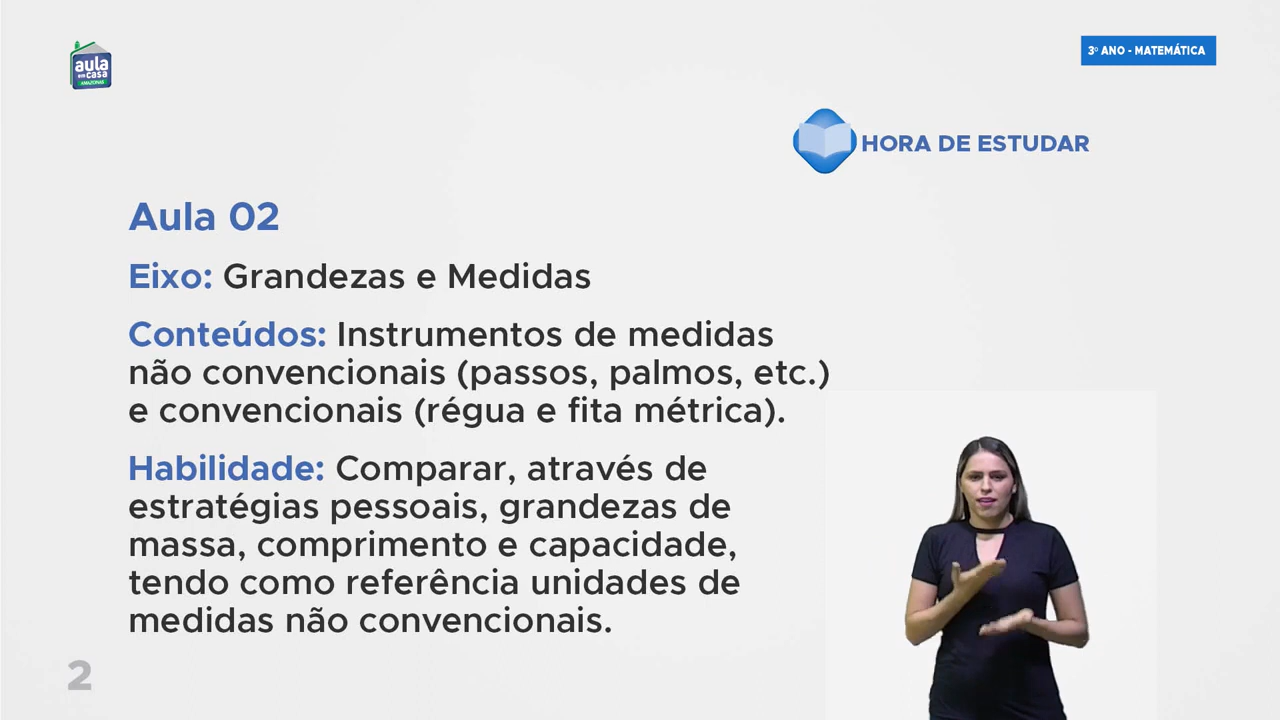 aula
em casa
AMAZONAS
3º ANO - MATEMÁTICA
HORA DE ESTUDAR
Aula 02
Eixo: Grandezas e Medidas
Conteúdos: Instrumentos de medidas
não convencionais (passos, palmos, etc.)
e convencionais (régua e fita métrica).
Habilidade: Comparar, através de
estratégias pessoais, grandezas de
massa, comprimento e capacidade,
tendo como referência unidades de
medidas não convencionais.
2